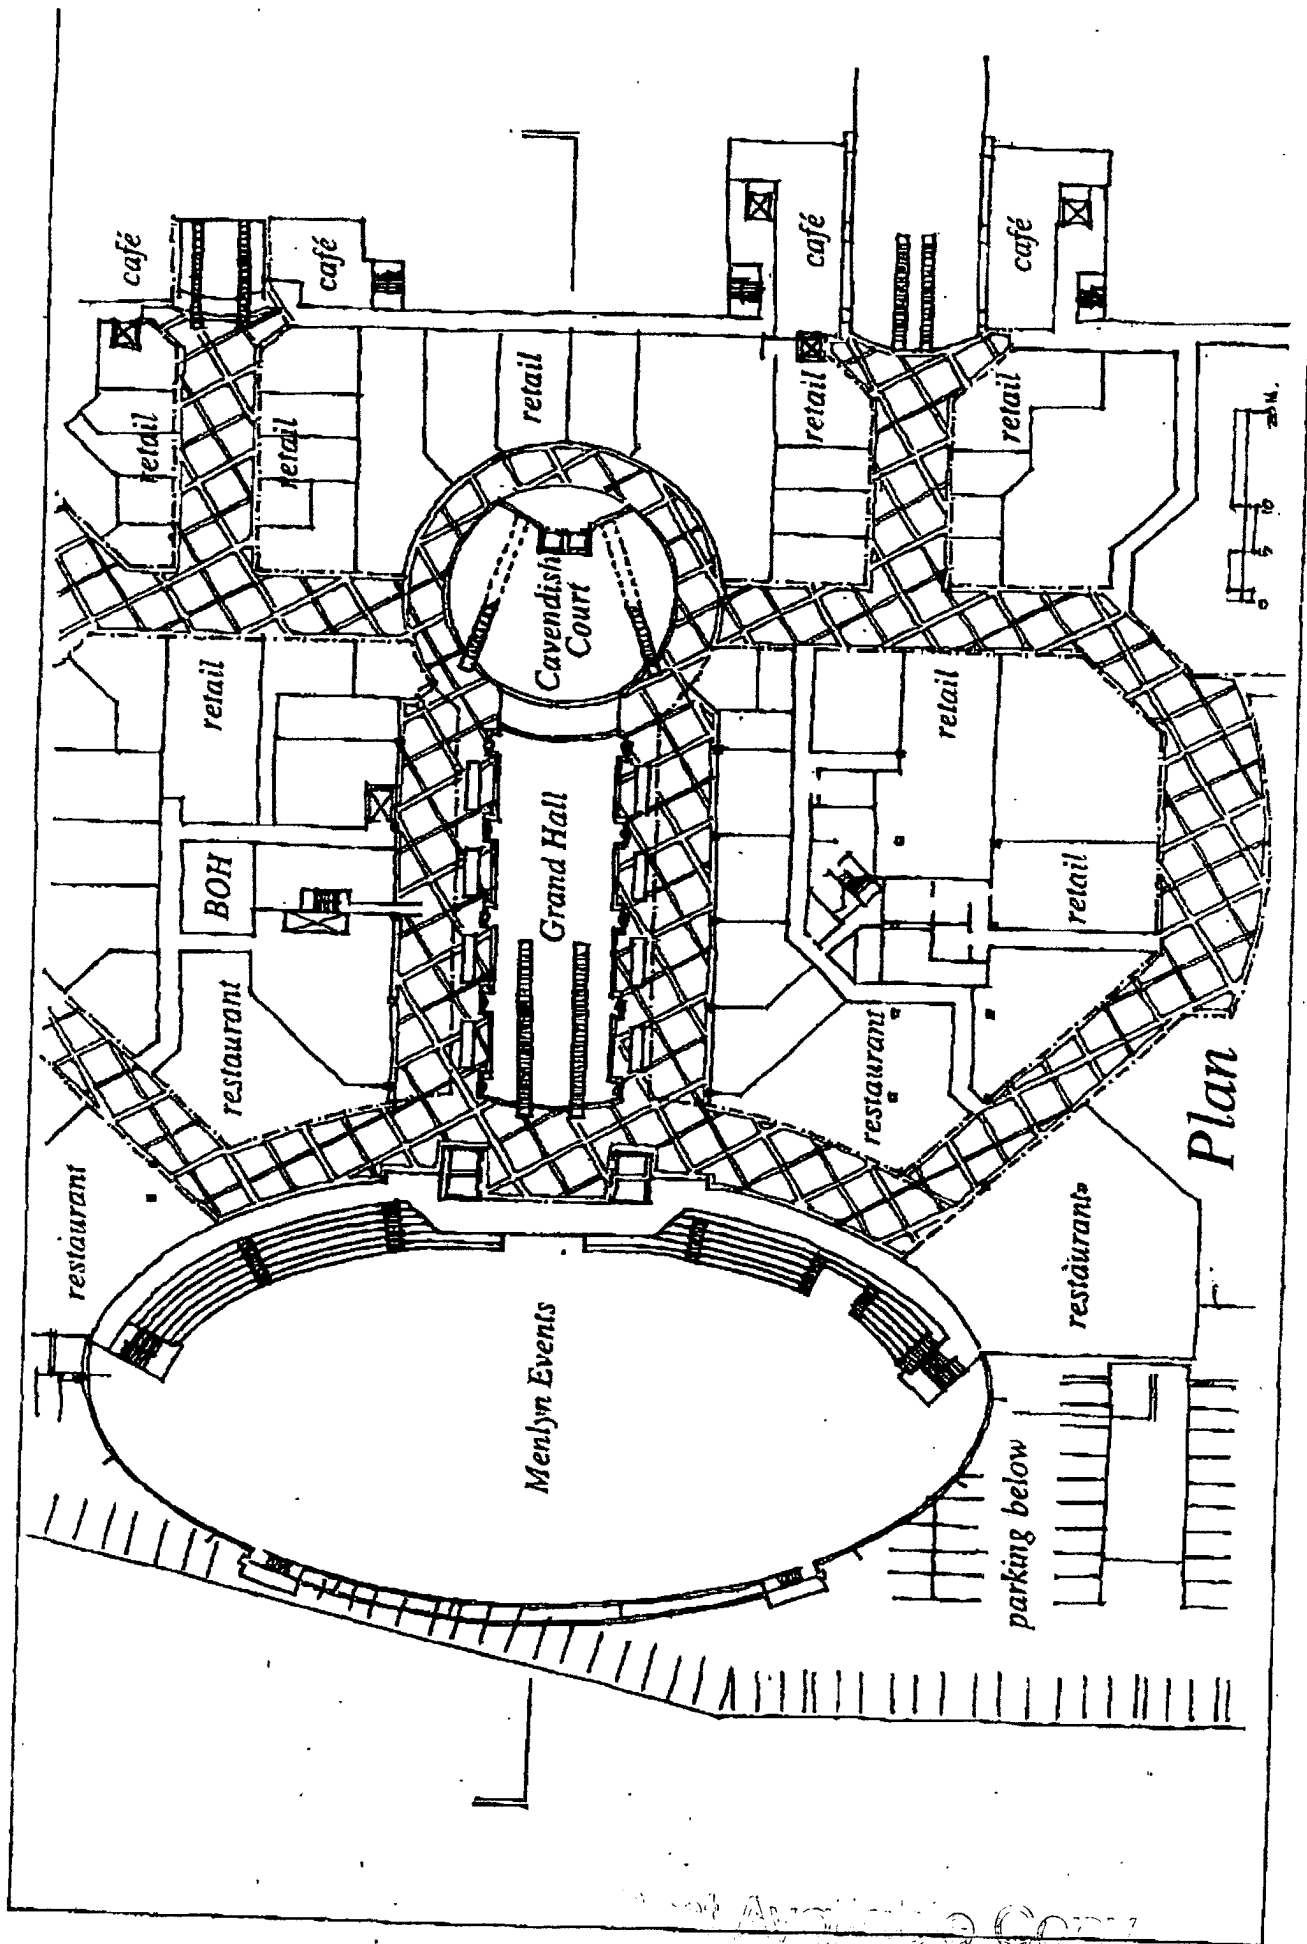 café
café
café
café
retail
retail
retail
retail
retail
Cavendish
Court
retail
retail
BOH
Grand Hall
retail
restaurant
restaurant
restaurant
restaurant
Menlyn Events
parking below
Plan
0
5
10
20 M.
Copy